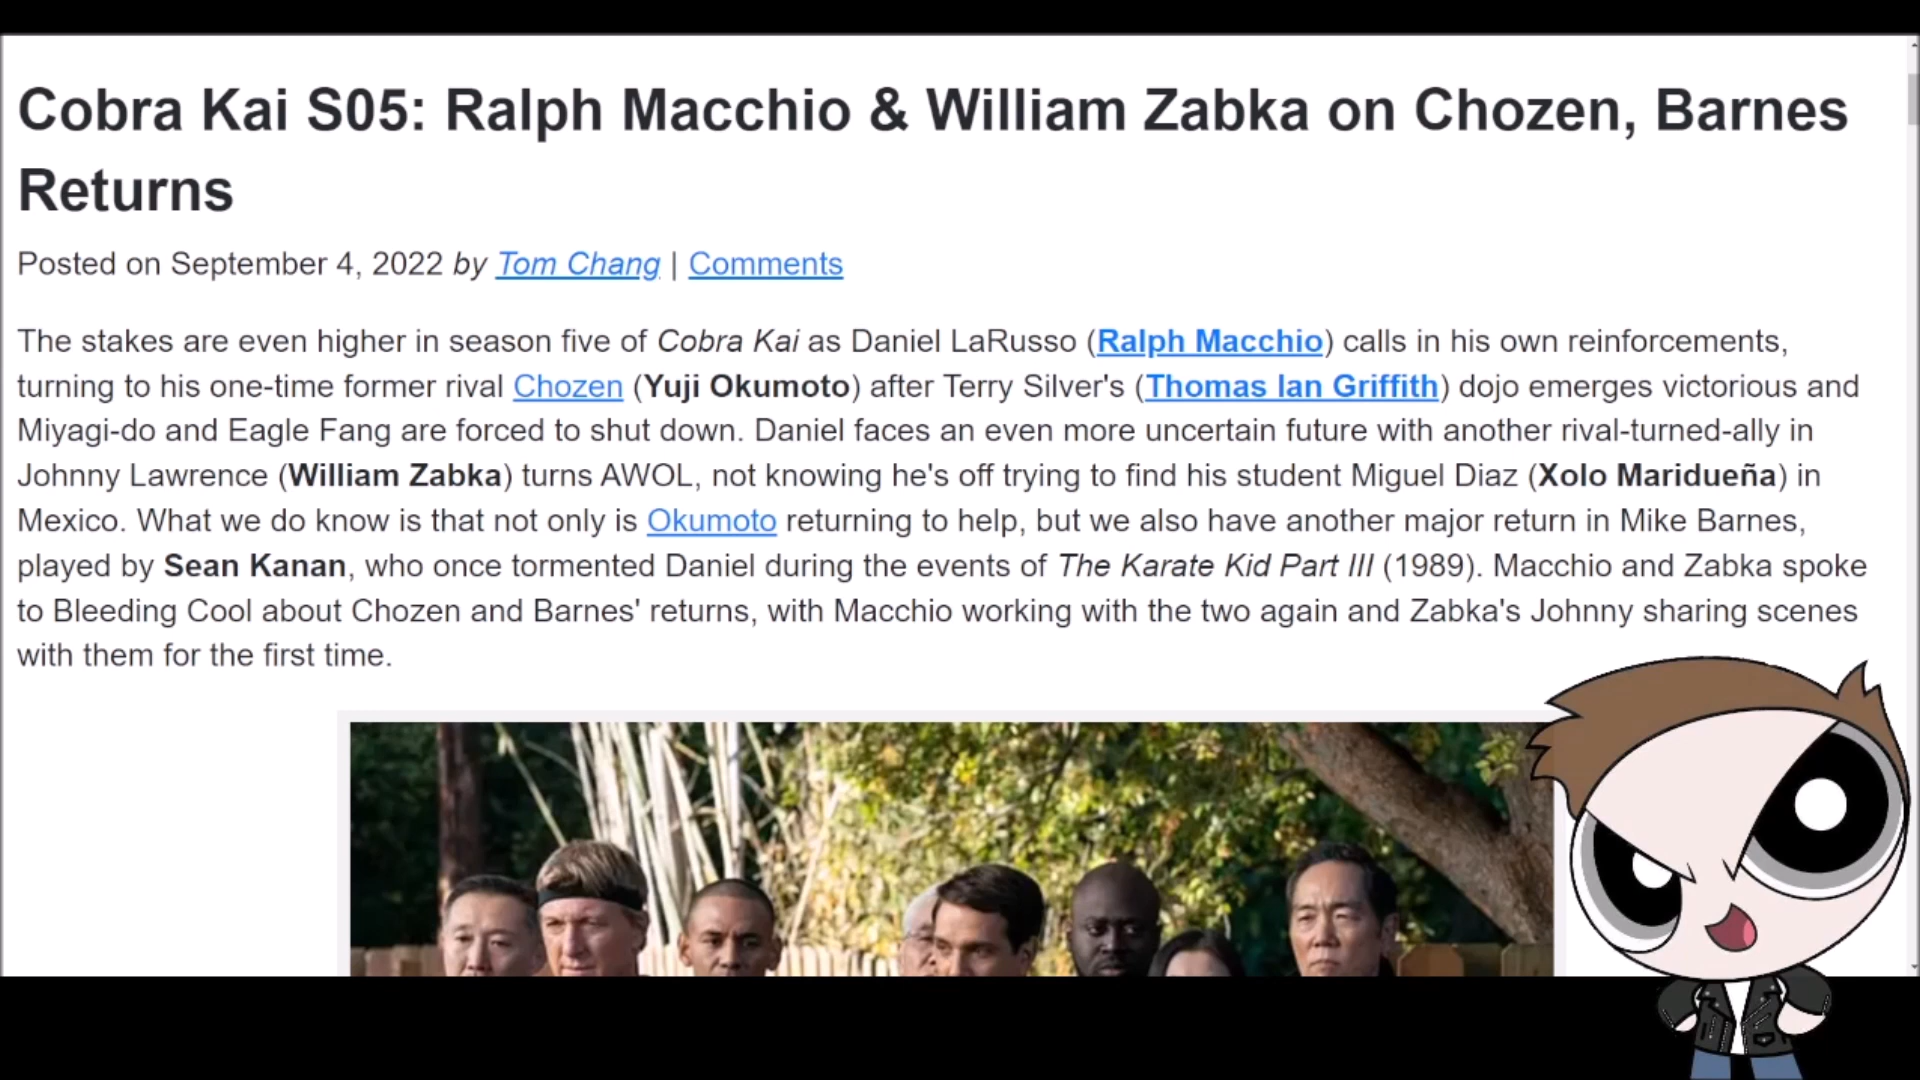 Cobra Kai S05: Ralph Macchio & William Zabka on Chozen, Barnes
Returns
Posted on September 4, 2022 by Tom Chang | Comments
The stakes are even higher in season five of Cobra Kai as Daniel LaRusso (Ralph Macchio) calls in his own reinforcements,
turning to his one-time former rival Chozen (Yuji Okumoto) after Terry Silver's (Thomas Ian Griffith) dojo emerges victorious and
Miyagi-do and Eagle Fang are forced to shut down. Daniel faces an even more uncertain future with another rival-turned-ally in
Johnny Lawrence (William Zabka) turns AWOL, not knowing he's off trying to find his student Miguel Diaz (Xolo Maridueña) in
Mexico. What we do know is that not only is Okumoto returning to help, but we also have another major return in Mike Barnes,
played by Sean Kanan, who once tormented Daniel during the events of The Karate Kid Part III (1989). Macchio and Zabka spoke
to Bleeding Cool about Chozen and Barnes' returns, with Macchio working with the two again and Zabka's Johnny sharing scenes
with them for the first time.